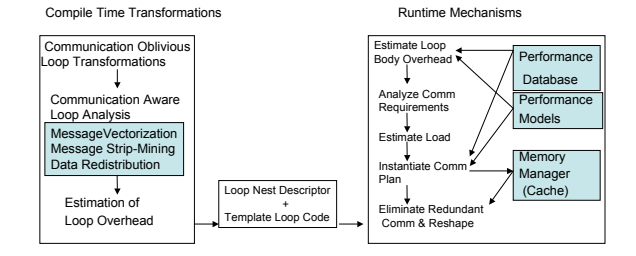 Compile Time Transformations
Communication Oblivious
Loop Transformations
Communication Aware
Loop Analysis
MessageVectorization
Message Strip-Mining
Data Redistribution
Estimation of
Loop Overhead
Loop Nest Descriptor
+
Template Loop Code
Runtime Mechanisms
Estimate Loop
Body Overhead
Analyze Comm
Requirements
Estimate Load
Instantiate Comm
Plan
Eliminate Redundant
Comm & Reshape
Performance
Database
Performance
Models
Memory
Manager
(Cache)